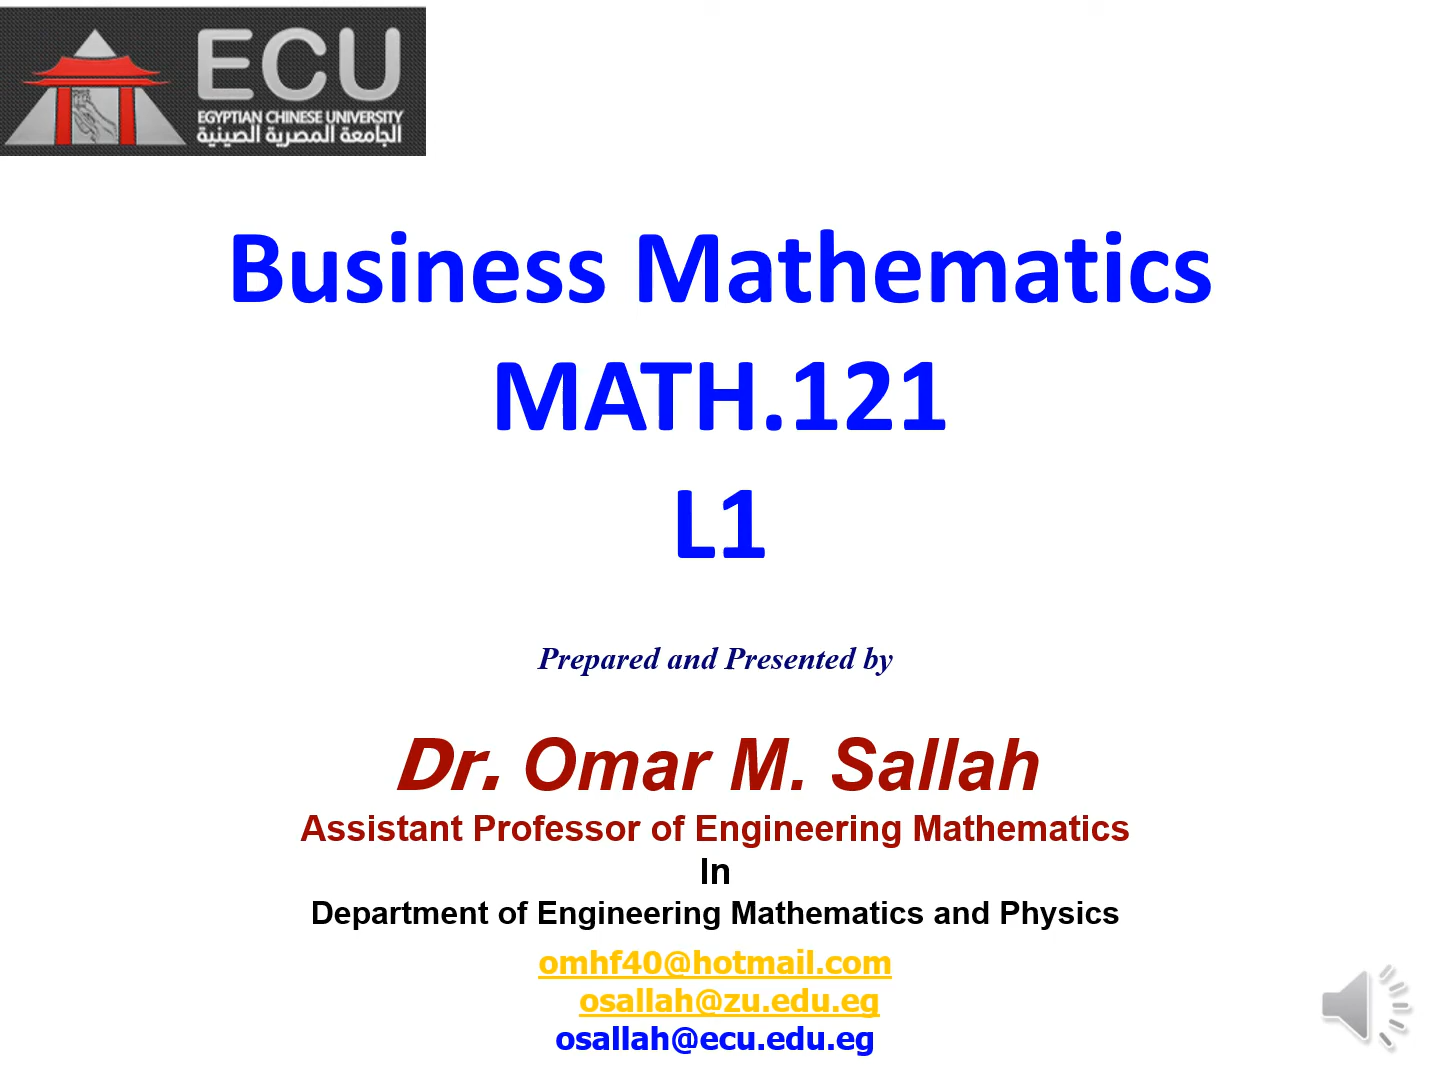 ECU
EGYPTIAN CHINESE UNIVERSITY
الجامعة المصرية الصينية
Business Mathematics
MATH.121
L1
Prepared and Presented by
Dr. Omar M. Sallah
Assistant Professor of Engineering Mathematics
In
Department of Engineering Mathematics and Physics
omhf40@hotmail.com
osallah@zu.edu.eg
osallah@ecu.edu.eg